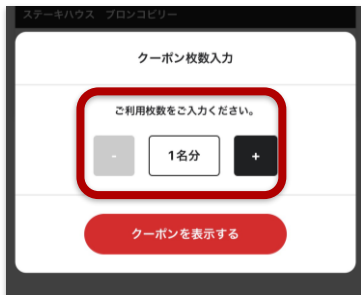 ステーキハウス ブロンコビリー
クーポン枚数入力
ご利用枚数をご入力ください。
- 1名分 +
クーポンを表示する